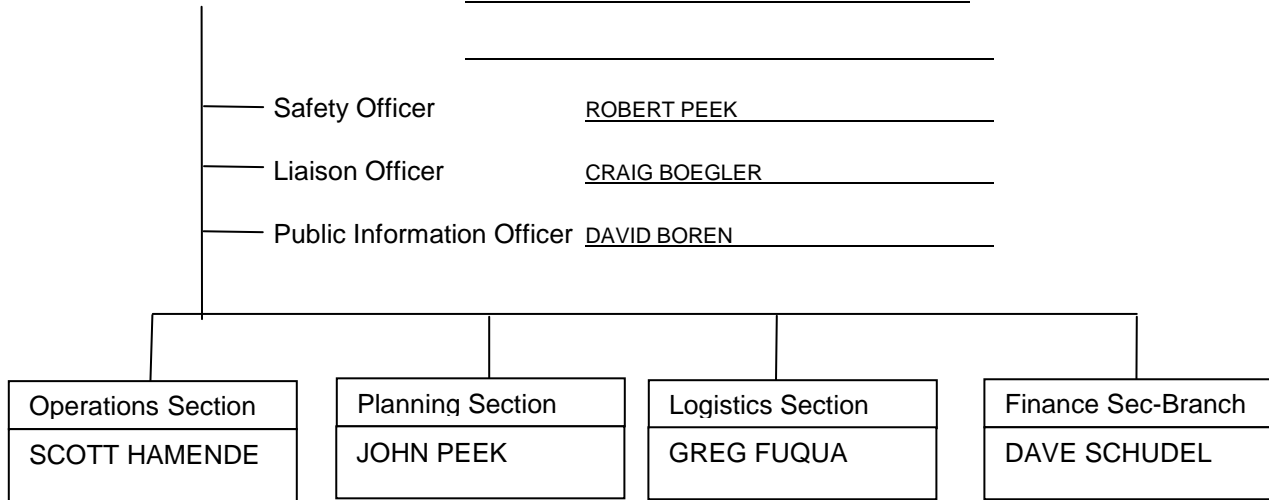 Safety Officer ROBERT PEEK
Liaison Officer CRAIG BOEGLER
Public Information Officer DAVID BOREN
Operations Section Planning Section Logistics Section Finance Sec-Branch
SCOTT HAMENDE JOHN PEEK GREG FUQUA DAVE SCHUDEL